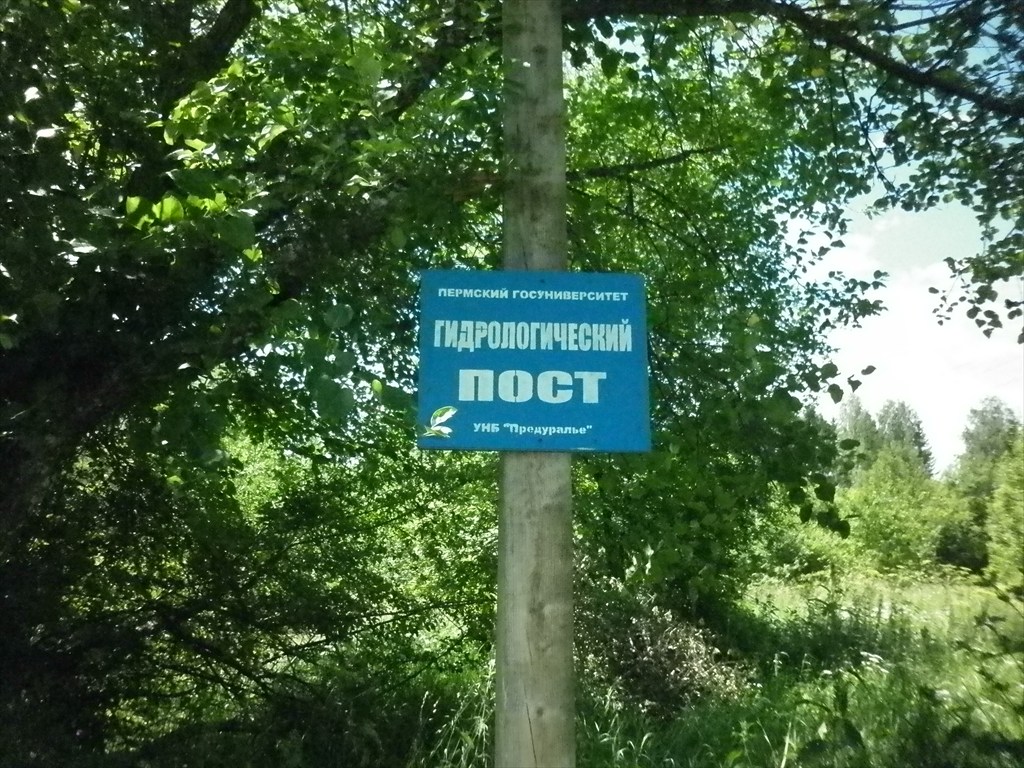 ПЕРМСКИЙ ГОСУНИВЕРСИТЕТ
ГИДРОЛОГИЧЕСКИЙ
ПОСТ
УНБ "Предуралье"